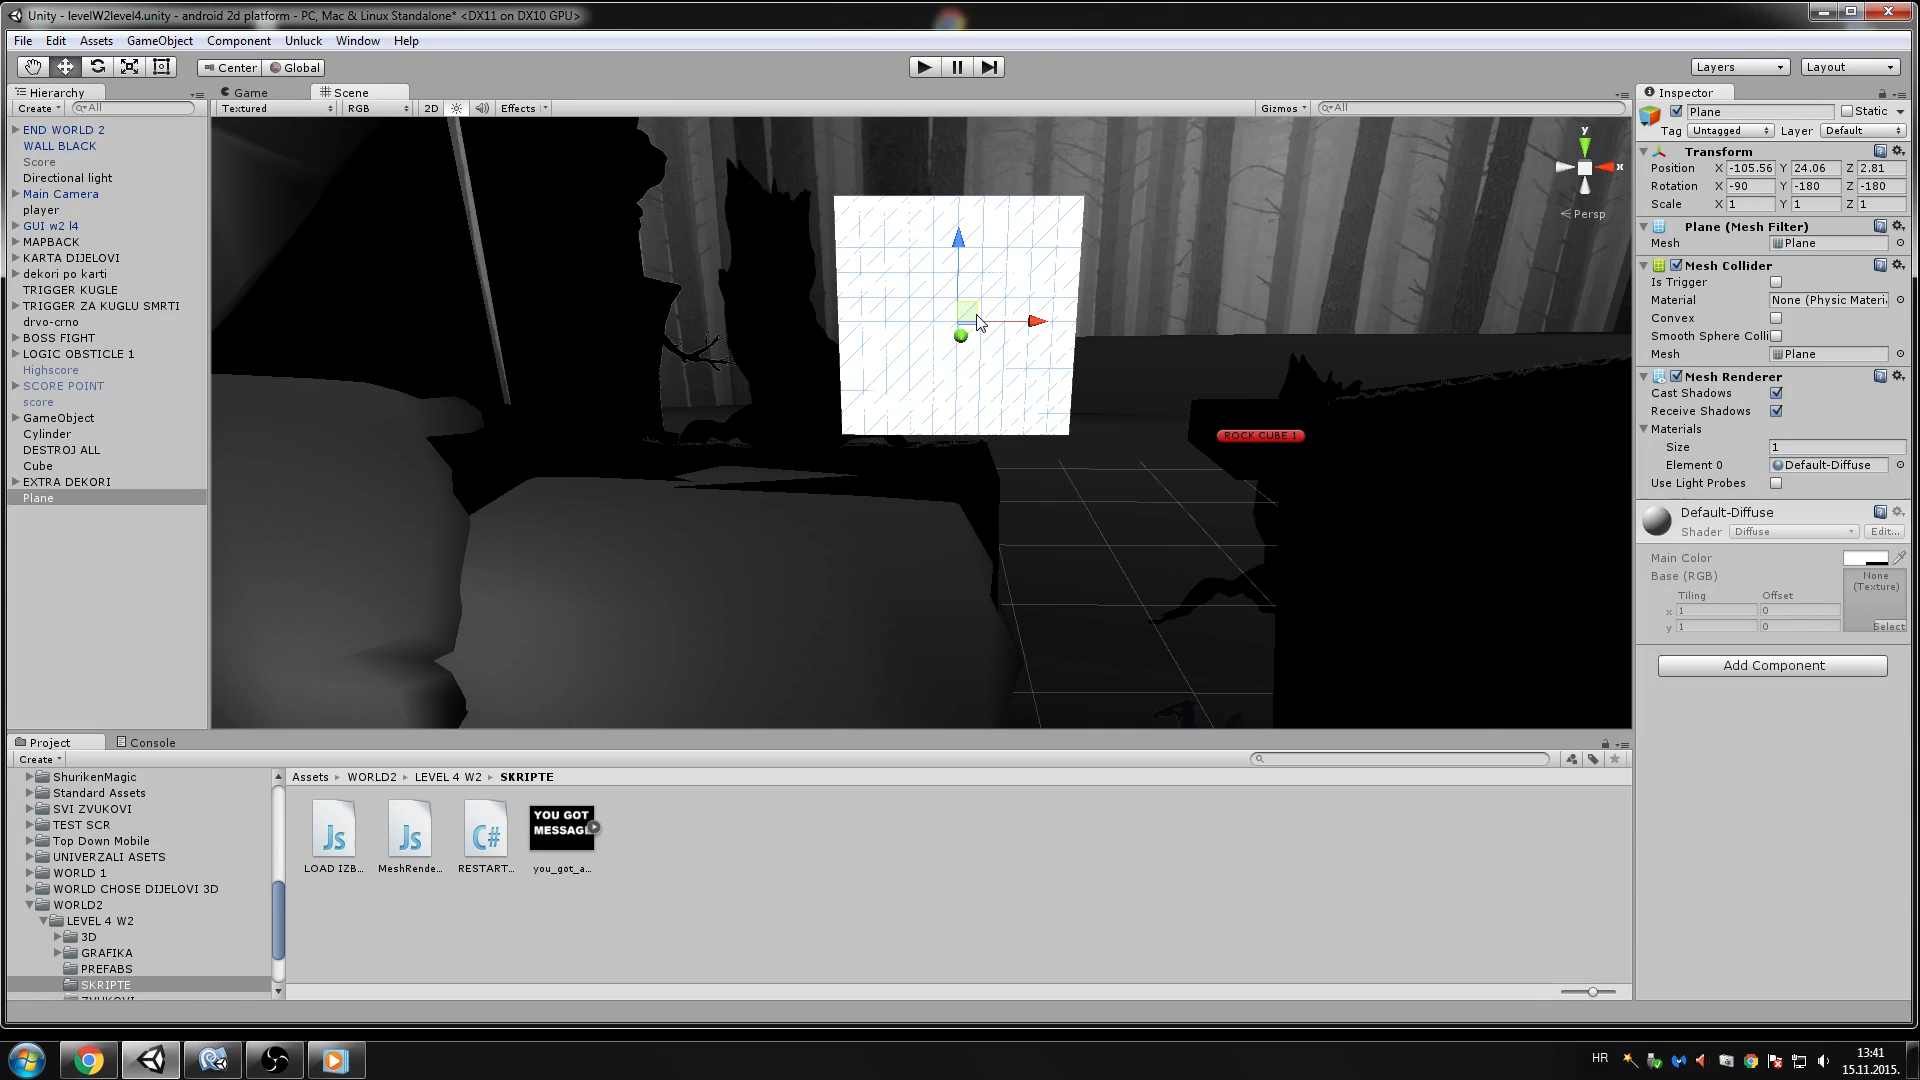 Unity - levelW2level4.unity - android 2d platform - PC, Mac & Linux Standalone* <DX11 on DX10 GPU>
File Edit Assets GameObject Component Unluck Window Help
Center Global Layers Layout
Hierarchy
Create All
END WORLD 2
WALL BLACK
Score
Directional light
Main Camera
player
GUI w2 l4
MAPBACK
KARTA DIJELOVI
dekori po karti
TRIGGER KUGLE
TRIGGER ZA KUGLU SMRTI
drvo-crno
BOSS FIGHT
LOGIC OBSTICLE 1
Highscore
SCORE POINT
score
GameObject
Cylinder
DESTROJ ALL
Cube
EXTRA DEKORI
Plane
Game Scene
Textured RGB 2D Effects Gizmos All
y
x
Persp
ROCK CUBE 1
Inspector
Plane Static
Tag Untagged Layer Default
Transform
Position X -105.56 Y 24.06 Z 2.81
Rotation X -90 Y -180 Z -180
Scale X 1 Y 1 Z 1
Plane (Mesh Filter)
Mesh Plane
Mesh Collider
Is Trigger
Material None (Physic Materi
Convex
Smooth Sphere Colli
Mesh Plane
Mesh Renderer
Cast Shadows
Receive Shadows
Materials
Size 1
Element 0 Default-Diffuse
Use Light Probes
Default-Diffuse
Shader Diffuse Edit...
Main Color
Base (RGB)
None
(Texture)
Tiling Offset
x 1 0
y 1 0
Select
Add Component
Project Console
Create
ShurikenMagic
Standard Assets
SVI ZVUKOVI
TEST SCR
Top Down Mobile
UNIVERZALI ASETS
WORLD 1
WORLD CHOSE DIJELOVI 3D
WORLD2
LEVEL 4 W2
3D
GRAFIKA
PREFABS
SKRIPTE
ZVUKOVI
Assets WORLD2 LEVEL 4 W2 SKRIPTE
Js Js C# YOU GOT
MESSAG
LOAD IZB... MeshRende... RESTART... you_got_a...
HR
13:41
15.11.2015.